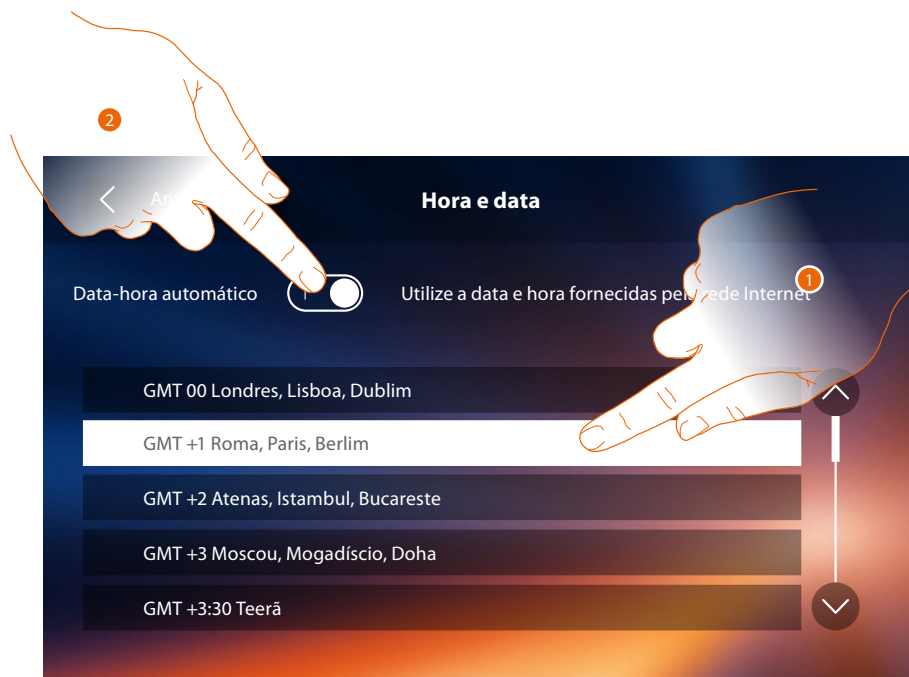 2
Hora e data
1
Data-hora automático
Utilize a data e hora fornecidas pela rede Internet
GMT 00 Londres, Lisboa, Dublim
GMT +1 Roma, Paris, Berlim
GMT +2 Atenas, Istambul, Bucareste
GMT +3 Moscou, Mogadíscio, Doha
GMT +3:30 Teerã